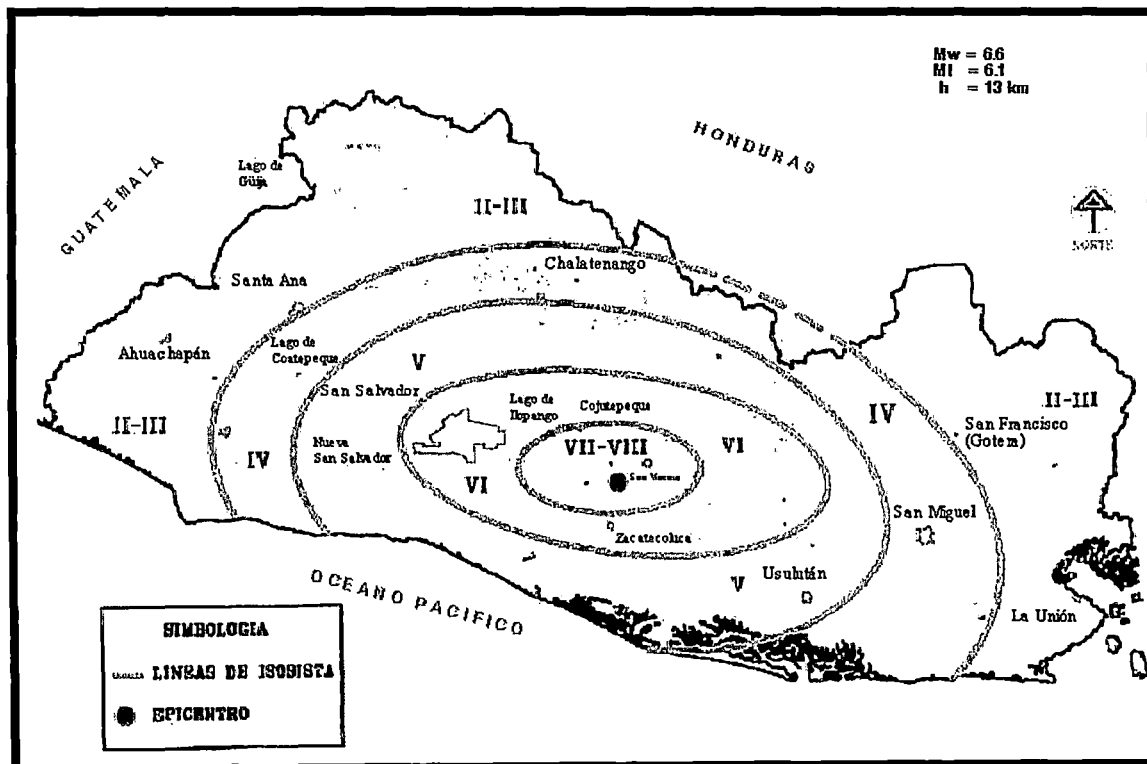 Mw = 6.6
Ml = 6.1
h = 13 km
HONDURAS
GUATEMALA
Lago de
Güija
II-III
NORTE
Chalatenango
Santa Ana
Ahuachapán
Lago de
Coatepeque
V
San Salvador
Lago de
Ilopango
Cojutepeque
IV
II-III
II-III
San Francisco
(Gotera)
Nueva
San Salvador
VII-VIII
VI
IV
VI
San Vicente
San Miguel
Zacatecoluca
V
Usulután
OCEANO PACIFICO
La Unión
SIMBOLOGIA
LINEAS DE ISOSISTA
EPICENTRO